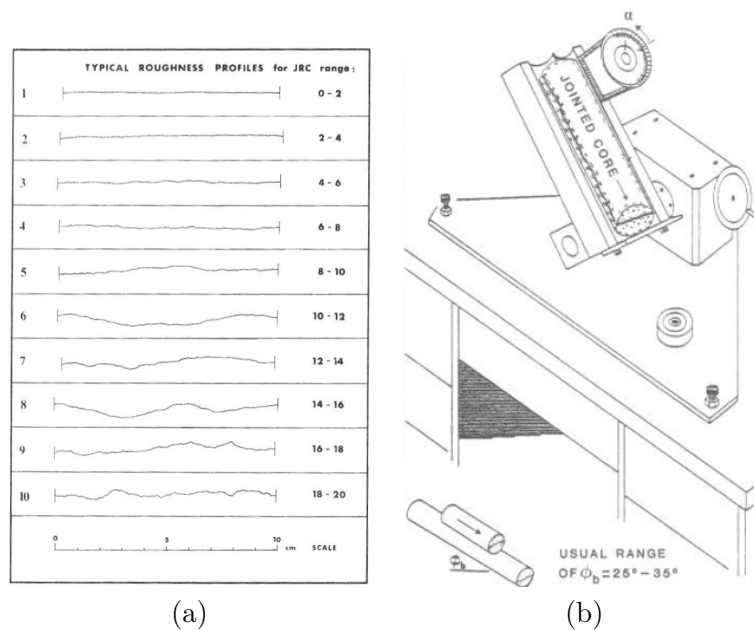 TYPICAL ROUGHNESS PROFILES for JRC range:
1 0 - 2
2 2 - 4
3 4 - 6
4 6 - 8
5 8 - 10
6 10 - 12
7 12 - 14
8 14 - 16
9 16 - 18
10 18 - 20
0 5 10
cm SCALE
(a)
α
JOINTED CORE
ϕb
USUAL RANGE
OF ϕb = 25° - 35°
(b)